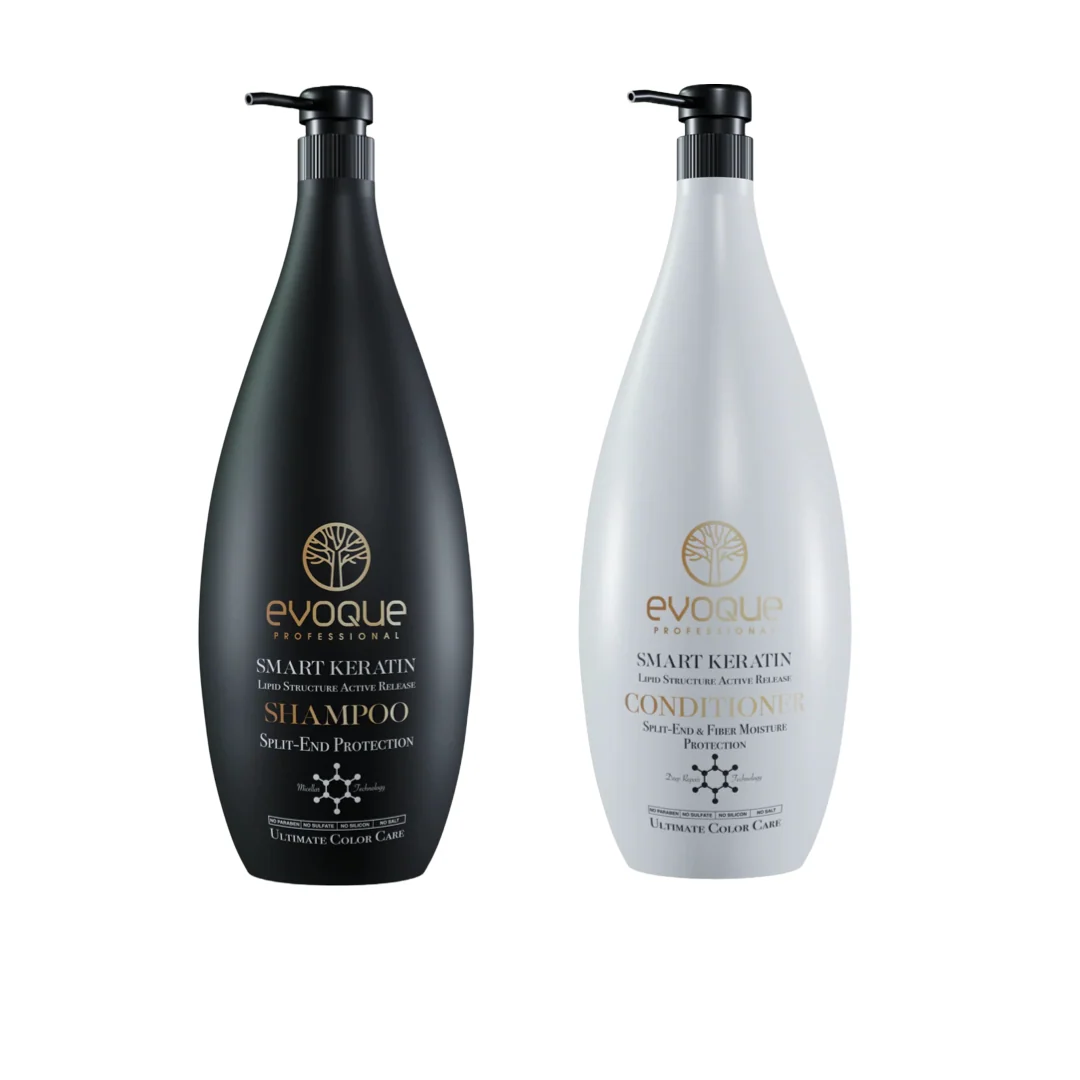 evoque
PROFESSIONAL
SMART KERATIN
LIPID STRUCTURE ACTIVE RELEASE
SHAMPOO
SPLIT-END PROTECTION
Micellar Technology
NO PARABEN NO SULFATE NO SILICON NO SALT
ULTIMATE COLOR CARE
evoque
PROFESSIONAL
SMART KERATIN
LIPID STRUCTURE ACTIVE RELEASE
CONDITIONER
SPLIT-END & FIBER MOISTURE
PROTECTION
Deep Repair Technology
NO PARABEN NO SULFATE NO SILICON NO SALT
ULTIMATE COLOR CARE